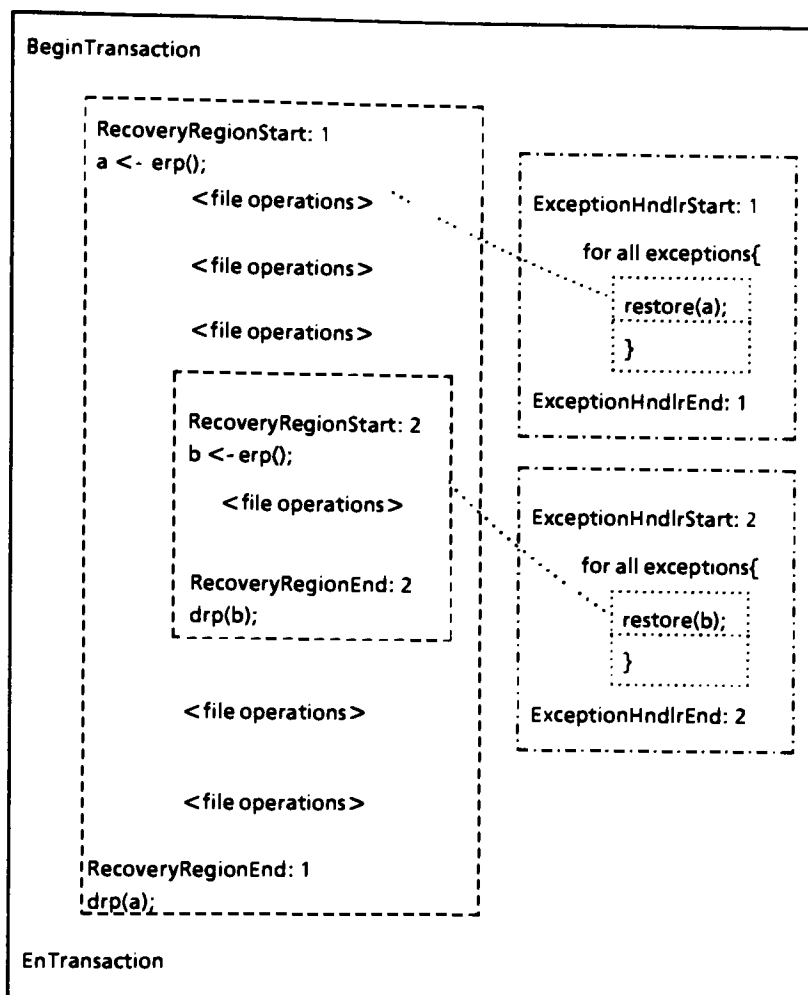 BeginTransaction
RecoveryRegionStart: 1
a <- erp();
<file operations>
<file operations>
<file operations>
RecoveryRegionStart: 2
b <- erp();
<file operations>
RecoveryRegionEnd: 2
drp(b);
<file operations>
<file operations>
RecoveryRegionEnd: 1
drp(a);
EnTransaction
ExceptionHndlrStart: 1
for all exceptions{
restore(a);
}
ExceptionHndlrEnd: 1
ExceptionHndlrStart: 2
for all exceptions{
restore(b);
}
ExceptionHndlrEnd: 2